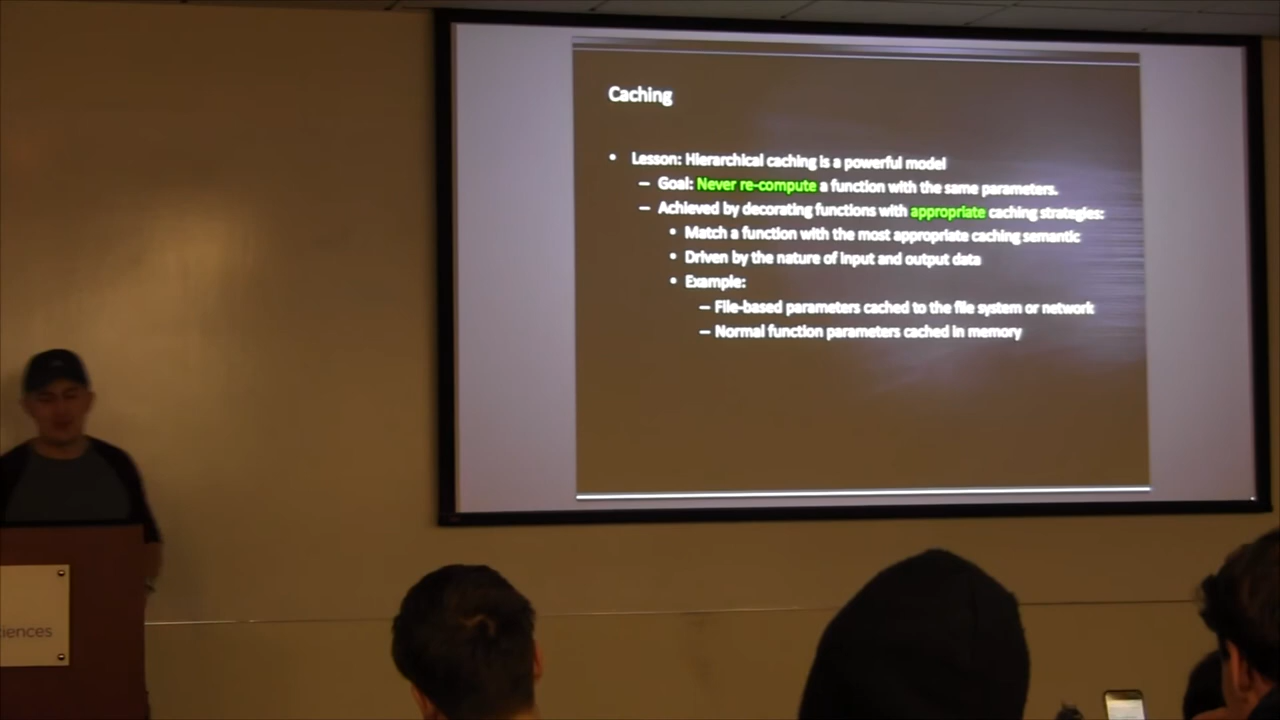 Caching
• Lesson: Hierarchical caching is a powerful model
– Goal: Never re-compute a function with the same parameters.
– Achieved by decorating functions with appropriate caching strategies:
• Match a function with the most appropriate caching semantic
• Driven by the nature of input and output data
• Example:
– File-based parameters cached to the file system or network
– Normal function parameters cached in memory
iences